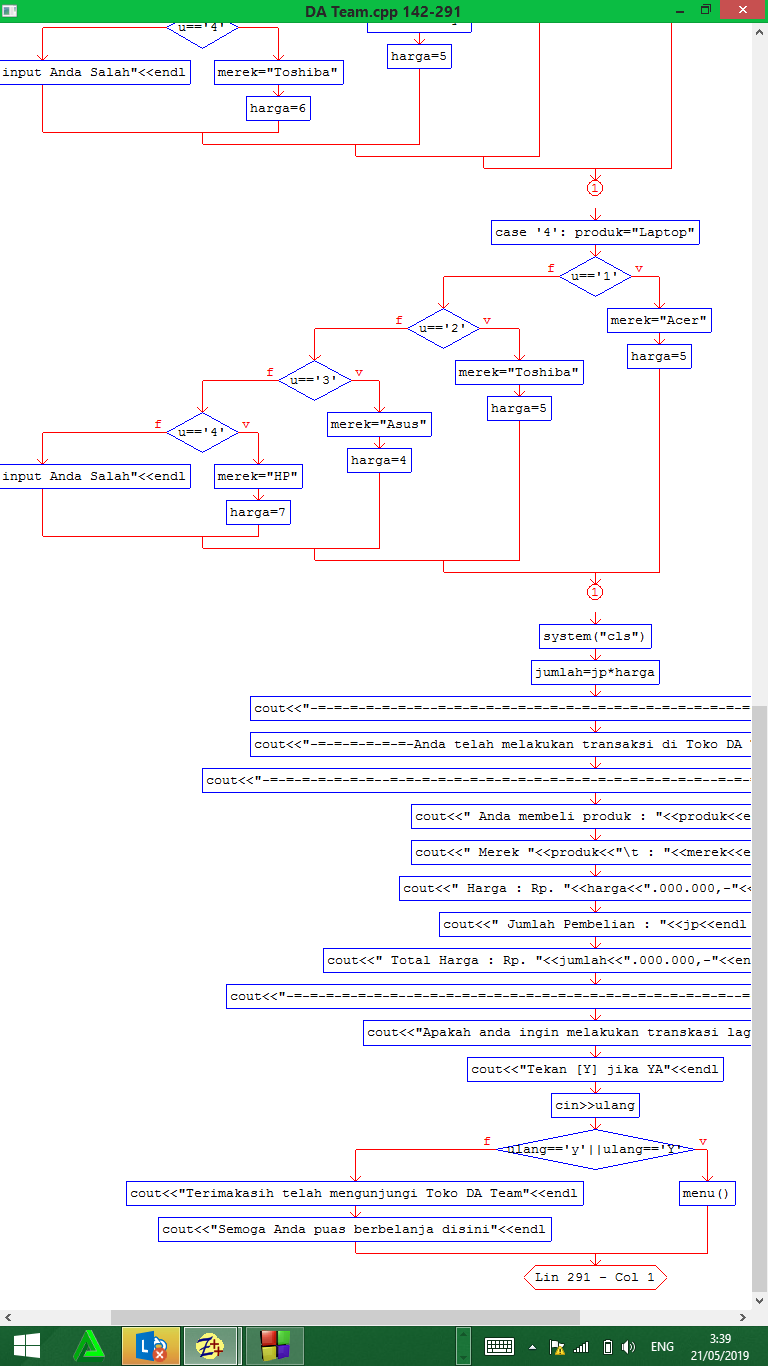 DA Team.cpp 142-291
u=='4'
harga=5
input Anda Salah"<<endl
merek="Toshiba"
harga=6
1
case '4': produk="Laptop"
f u=='1' v
merek="Acer"
f u=='2' v
harga=5
merek="Toshiba"
f u=='3' v
harga=5
merek="Asus"
f u=='4' v
harga=4
input Anda Salah"<<endl
merek="HP"
harga=7
1
system("cls")
jumlah=jp*harga
cout<<"-=-=-=-=-=-=-=--=-=-=-=-=-=-=-=-=-=-=-=-=-=-=-=-=-=-=
cout<<"-=-=-=-=-=-=-Anda telah melakukan transaksi di Toko DA
cout<<"-=-=-=-=-=-=-=-=-=-=-=-=-=-=-=-=-=-=-=-=-=-=-=--=-=-=-
cout<<" Anda membeli produk : "<<produk<<e
cout<<" Merek "<<produk<<"\t : "<<merek<<e
cout<<" Harga : Rp. "<<harga<<".000.000,-"<<
cout<<" Jumlah Pembelian : "<<jp<<endl
cout<<" Total Harga : Rp. "<<jumlah<<".000.000,-"<<en
cout<<"-=-=-=-=-=-=-=-=-=-=-=-=-=-=-=-=-=-=-=-=-=-=-=-=-=-=
cout<<"Apakah anda ingin melakukan transkasi lag
cout<<"Tekan [Y] jika YA"<<endl
cin>>ulang
f ulang=='y'||ulang=='Y' v
cout<<"Terimakasih telah mengunjungi Toko DA Team"<<endl
menu()
cout<<"Semoga Anda puas berbelanja disini"<<endl
Lin 291 - Col 1
ENG
3:39
21/05/2019